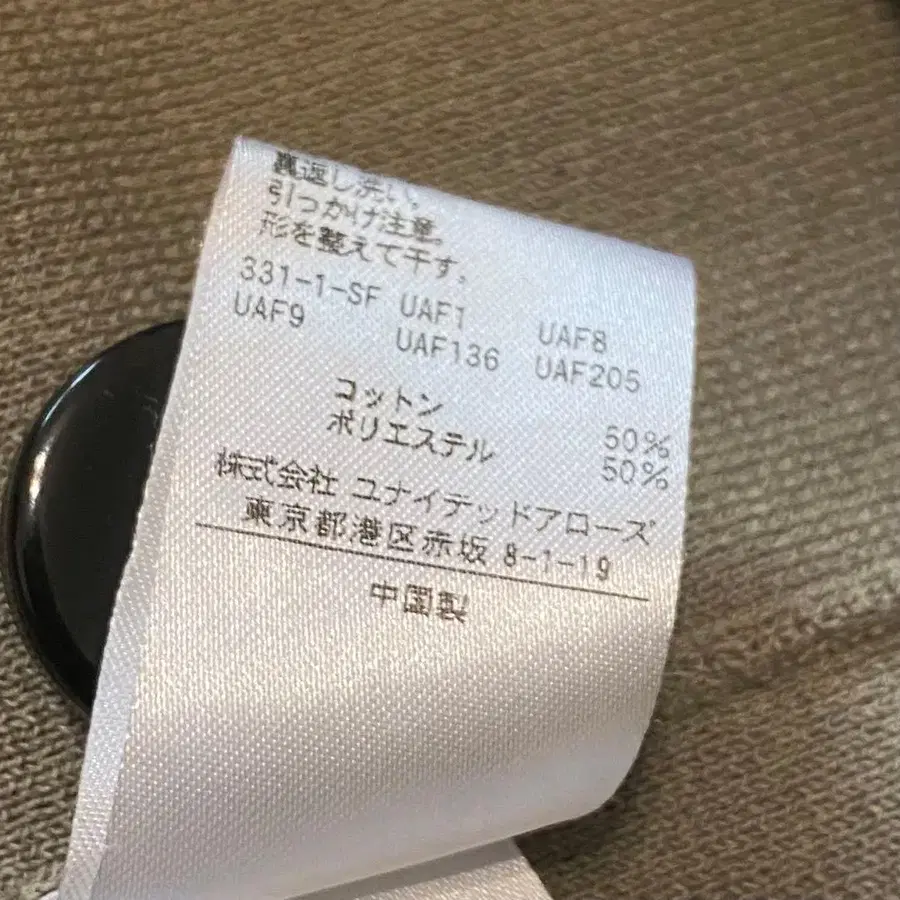 裏返し洗い。
引っかけ注意。
形を整えて干す。
331-1-SF UAF1 UAF8
UAF9 UAF136 UAF205
コットン 50%
ポリエステル 50%
株式会社 ユナイテッドアローズ
東京都港区赤坂 8-1-19
中国製